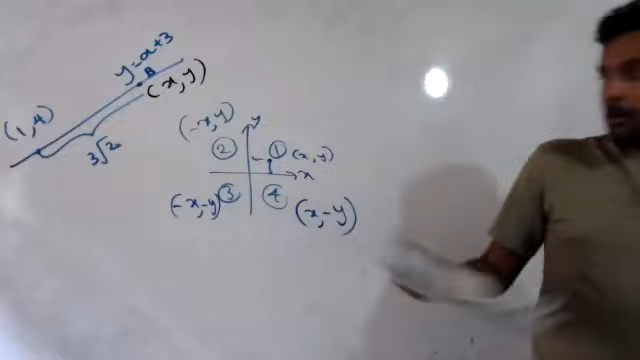 y=x+3
B
(x,y)
(1,4)
3√2
(-x,y)
y
②
①
(x,y)
x
(-x,-y)
③
④
(x,-y)